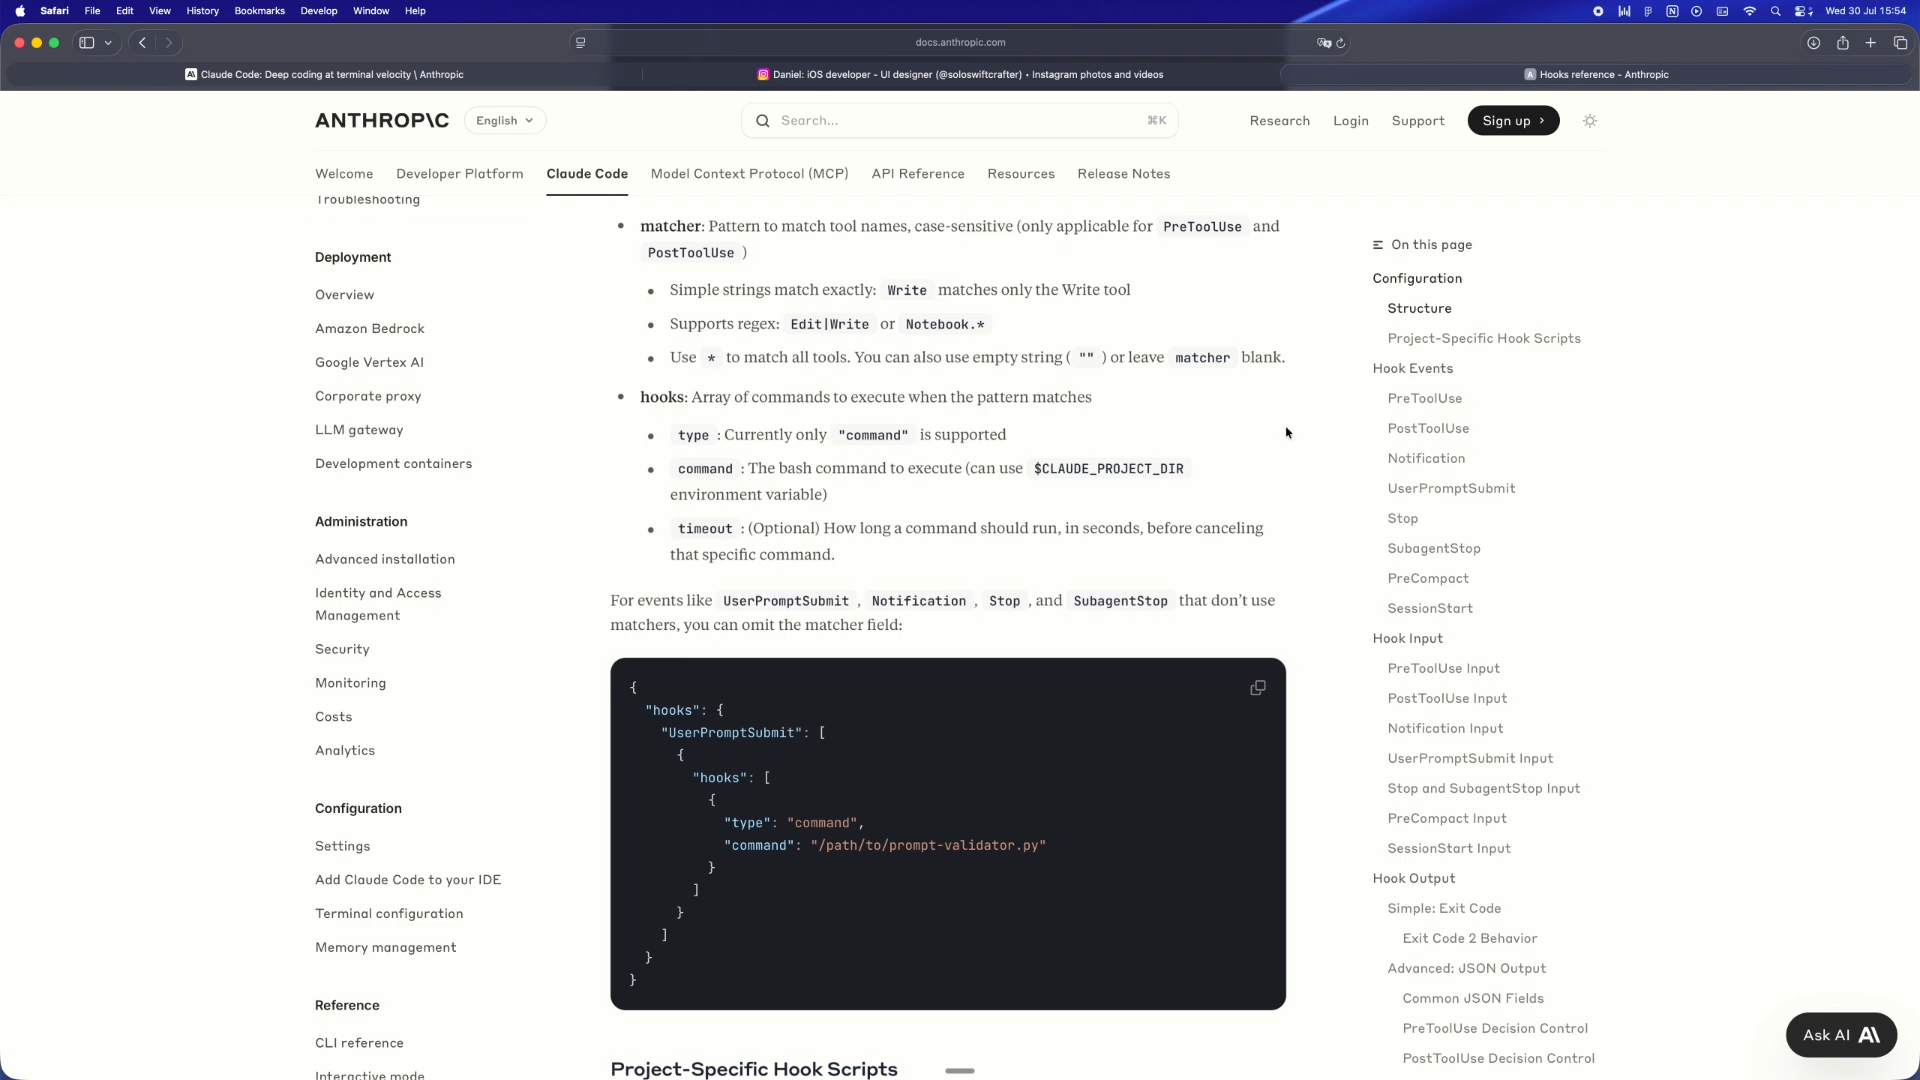 Safari File Edit View History Bookmarks Develop Window Help Wed 30 Jul 15:54
docs.anthropic.com
Claude Code: Deep coding at terminal velocity \ Anthropic
Daniel: iOS developer - UI designer (@soloswiftcrafter) • Instagram photos and videos
Hooks reference - Anthropic
ANTHROP\C English Search... ⌘K Research Login Support Sign up ›
Welcome Developer Platform Claude Code Model Context Protocol (MCP) API Reference Resources Release Notes
Troubleshooting
Deployment
Overview
Amazon Bedrock
Google Vertex AI
Corporate proxy
LLM gateway
Development containers
Administration
Advanced installation
Identity and Access
Management
Security
Monitoring
Costs
Analytics
Configuration
Settings
Add Claude Code to your IDE
Terminal configuration
Memory management
Reference
CLI reference
Interactive mode
• matcher: Pattern to match tool names, case-sensitive (only applicable for PreToolUse and
PostToolUse )
• Simple strings match exactly: Write matches only the Write tool
• Supports regex: Edit|Write or Notebook.*
• Use * to match all tools. You can also use empty string ( "" ) or leave matcher blank.
• hooks: Array of commands to execute when the pattern matches
• type : Currently only "command" is supported
• command : The bash command to execute (can use $CLAUDE_PROJECT_DIR
environment variable)
• timeout : (Optional) How long a command should run, in seconds, before canceling
that specific command.
For events like UserPromptSubmit , Notification , Stop , and SubagentStop that don't use
matchers, you can omit the matcher field:
{
"hooks": {
"UserPromptSubmit": [
{
"hooks": [
{
"type": "command",
"command": "/path/to/prompt-validator.py"
}
]
}
]
}
}
Project-Specific Hook Scripts
On this page
Configuration
Structure
Project-Specific Hook Scripts
Hook Events
PreToolUse
PostToolUse
Notification
UserPromptSubmit
Stop
SubagentStop
PreCompact
SessionStart
Hook Input
PreToolUse Input
PostToolUse Input
Notification Input
UserPromptSubmit Input
Stop and SubagentStop Input
PreCompact Input
SessionStart Input
Hook Output
Simple: Exit Code
Exit Code 2 Behavior
Advanced: JSON Output
Common JSON Fields
PreToolUse Decision Control
PostToolUse Decision Control
Ask AI